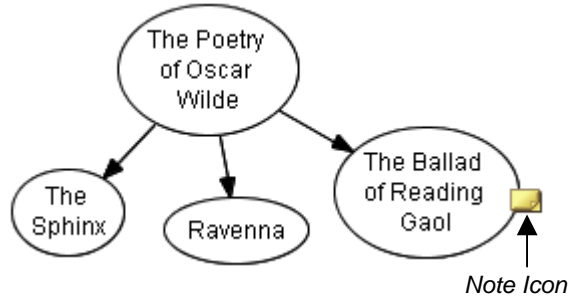 The Poetry
of Oscar
Wilde
The
Sphinx
Ravenna
The Ballad
of Reading
Gaol
Note Icon